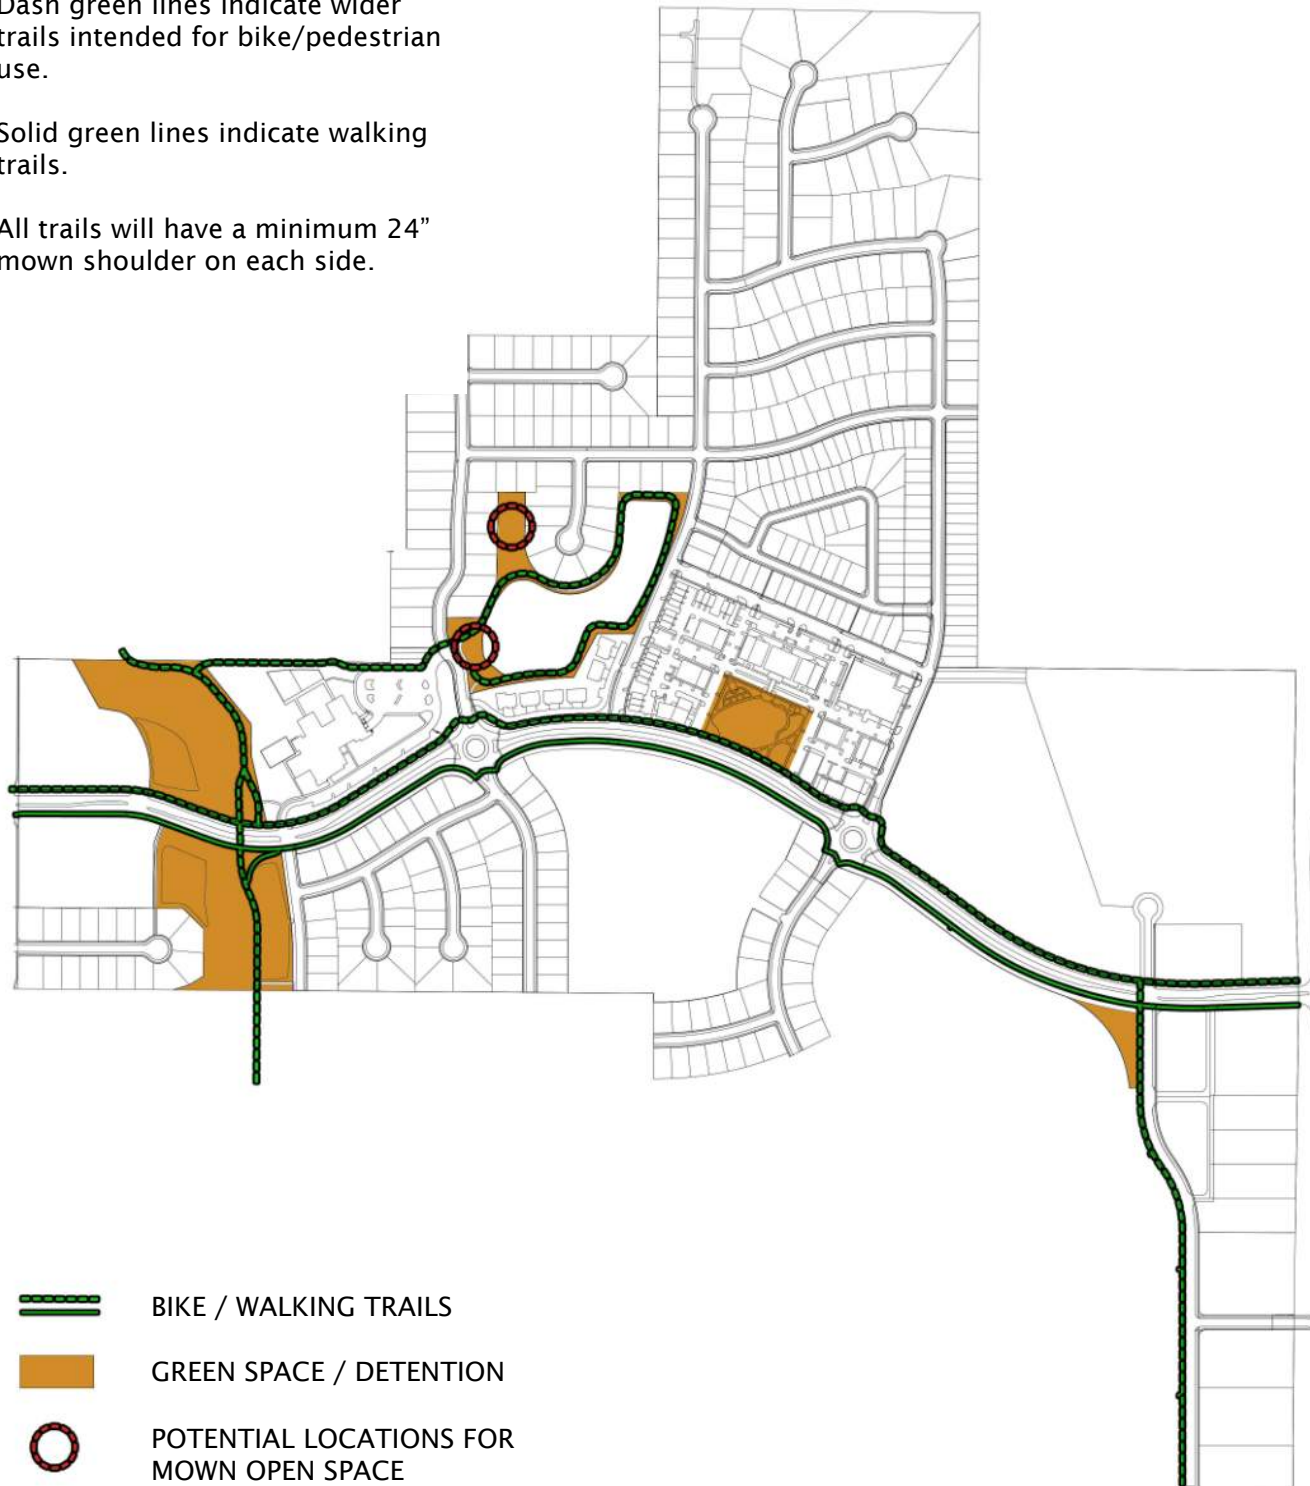 Dash green lines indicate wider
trails intended for bike/pedestrian
use.
Solid green lines indicate walking
trails.
All trails will have a minimum 24”
mown shoulder on each side.
BIKE / WALKING TRAILS
GREEN SPACE / DETENTION
POTENTIAL LOCATIONS FOR
MOWN OPEN SPACE